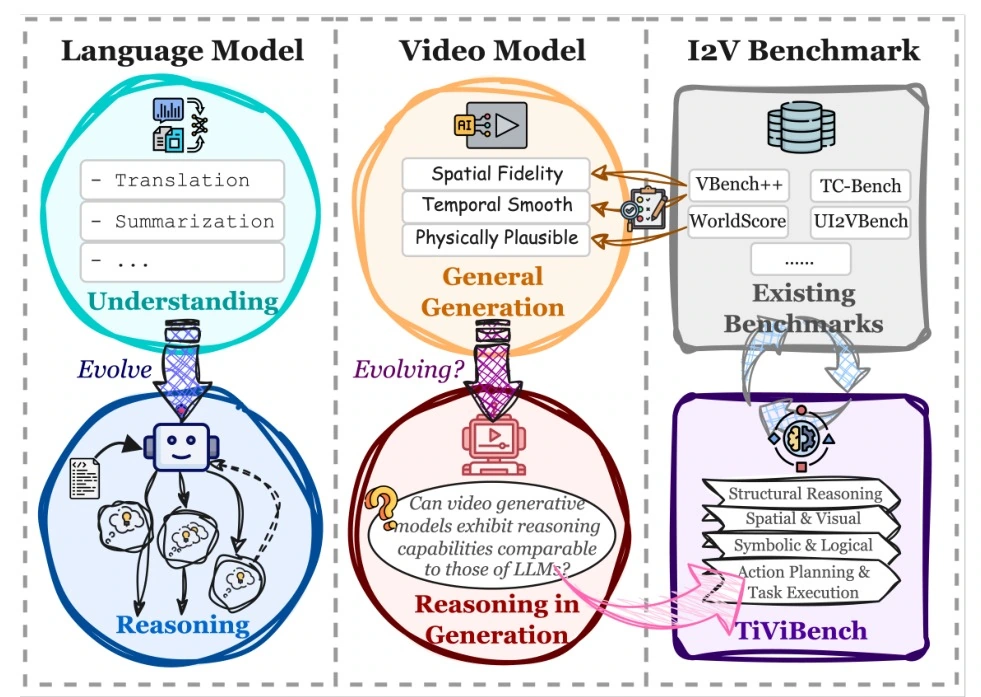 Language Model
- Translation
- Summarization
- ...
Understanding
Evolve
</>
Reasoning
Video Model
AI
Spatial Fidelity
Temporal Smooth
Physically Plausible
General
Generation
Evolving?
?
Can video generative
models exhibit reasoning
capabilities comparable
to those of LLMs?
Reasoning in
Generation
I2V Benchmark
VBench++
TC-Bench
WorldScore
UI2VBench
......
Existing
Benchmarks
Structural Reasoning
Spatial & Visual
Symbolic & Logical
Action Planning &
Task Execution
TiViBench